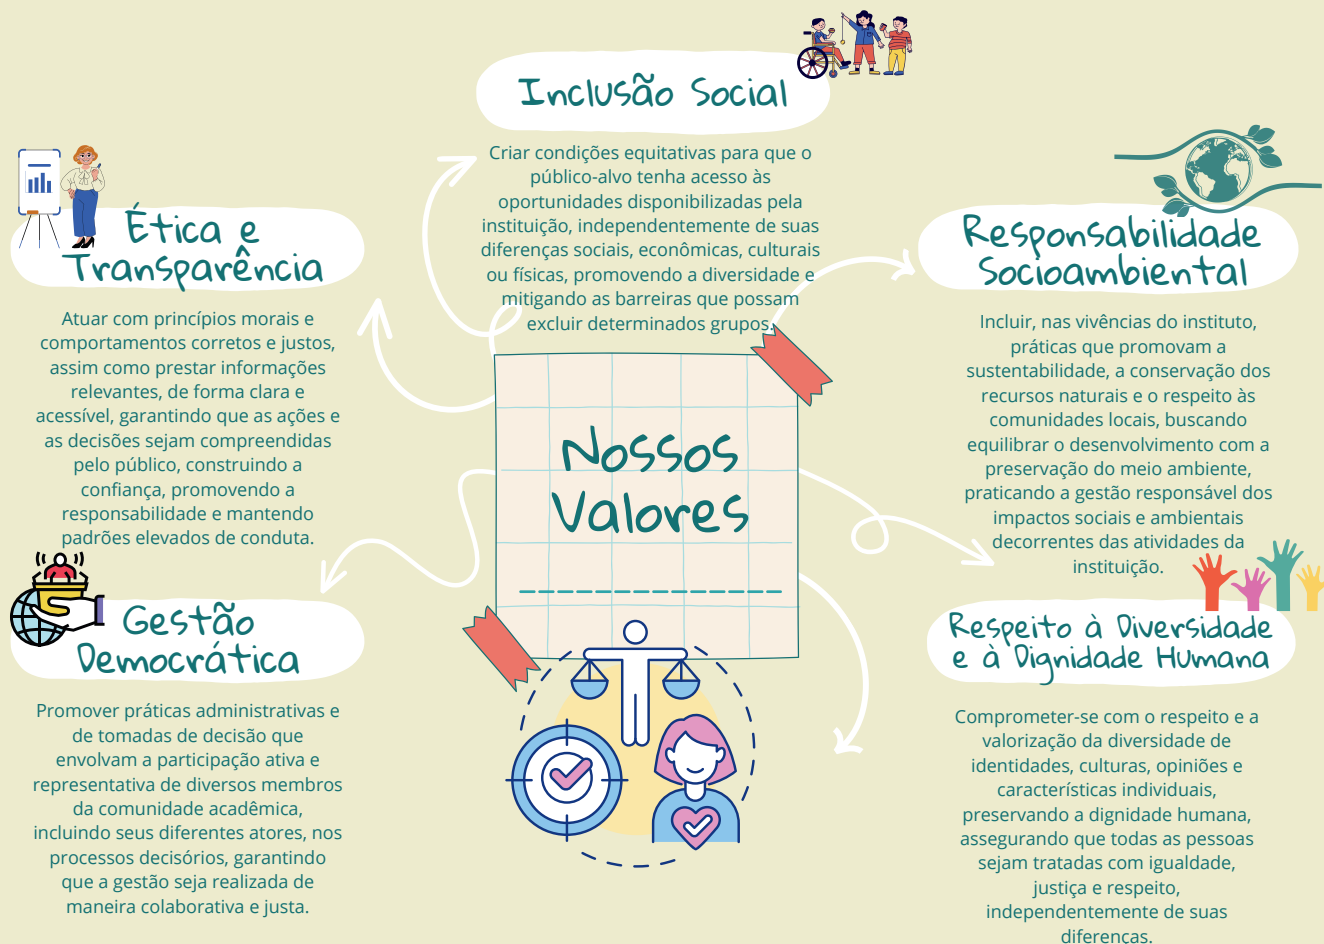 Inclusão Social
Criar condições equitativas para que o
público-alvo tenha acesso às
oportunidades disponibilizadas pela
instituição, independentemente de suas
diferenças sociais, econômicas, culturais
ou físicas, promovendo a diversidade e
mitigando as barreiras que possam
excluir determinados grupos.
Ética e
Transparência
Atuar com princípios morais e
comportamentos corretos e justos,
assim como prestar informações
relevantes, de forma clara e
acessível, garantindo que as ações e
as decisões sejam compreendidas
pelo público, construindo a
confiança, promovendo a
responsabilidade e mantendo
padrões elevados de conduta.
Responsabilidade
Socioambiental
Incluir, nas vivências do instituto,
práticas que promovam a
sustentabilidade, a conservação dos
recursos naturais e o respeito às
comunidades locais, buscando
equilibrar o desenvolvimento com a
preservação do meio ambiente,
praticando a gestão responsável dos
impactos sociais e ambientais
decorrentes das atividades da
instituição.
Nossos
Valores
Gestão
Democrática
Promover práticas administrativas e
de tomadas de decisão que
envolvam a participação ativa e
representativa de diversos membros
da comunidade acadêmica,
incluindo seus diferentes atores, nos
processos decisórios, garantindo
que a gestão seja realizada de
maneira colaborativa e justa.
Respeito à Diversidade
e à Dignidade Humana
Comprometer-se com o respeito e a
valorização da diversidade de
identidades, culturas, opiniões e
características individuais,
preservando a dignidade humana,
assegurando que todas as pessoas
sejam tratadas com igualdade,
justiça e respeito,
independentemente de suas
diferenças.